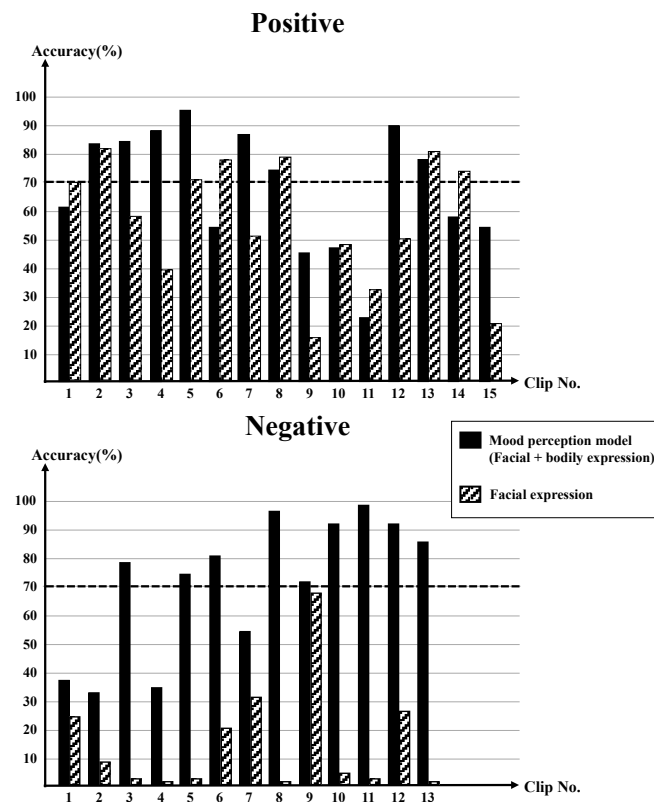 Positive
Accuracy(%)
100
90
80
70
60
50
40
30
20
10
1 2 3 4 5 6 7 8 9 10 11 12 13 14 15
Clip No.
Negative
Accuracy(%)
Mood perception model
(Facial + bodily expression)
Facial expression
100
90
80
70
60
50
40
30
20
10
1 2 3 4 5 6 7 8 9 10 11 12 13
Clip No.